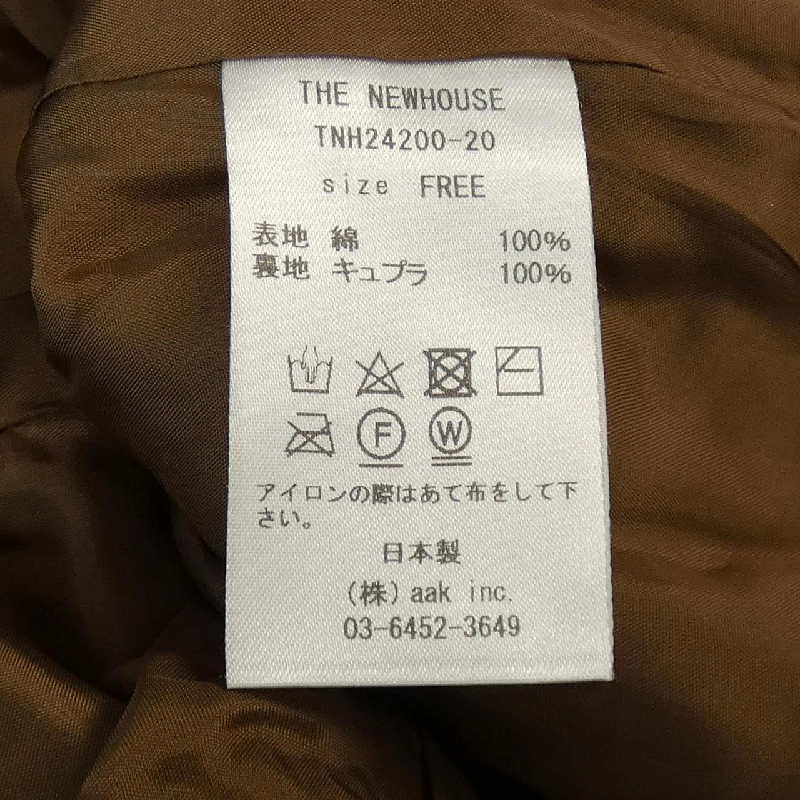 THE NEWHOUSE
TNH24200-20
size FREE
表地 綿 100%
裏地 キュプラ 100%
F W
アイロンの際はあて布をして下
さい。
日本製
(株) aak inc.
03-6452-3649